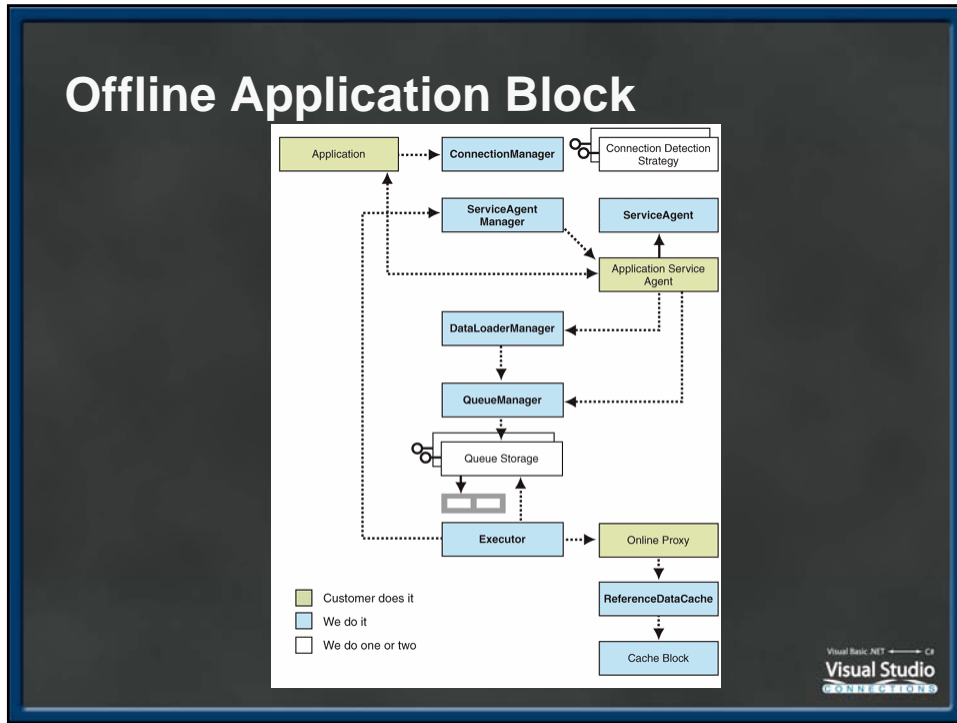 Offline Application Block
Application
ConnectionManager
Connection Detection
Strategy
ServiceAgent
Manager
ServiceAgent
Application Service
Agent
DataLoaderManager
QueueManager
Queue Storage
Executor
Online Proxy
Customer does it
ReferenceDataCache
We do it
We do one or two
Cache Block
Visual Basic .NET C#
Visual Studio
CONNECTIONS